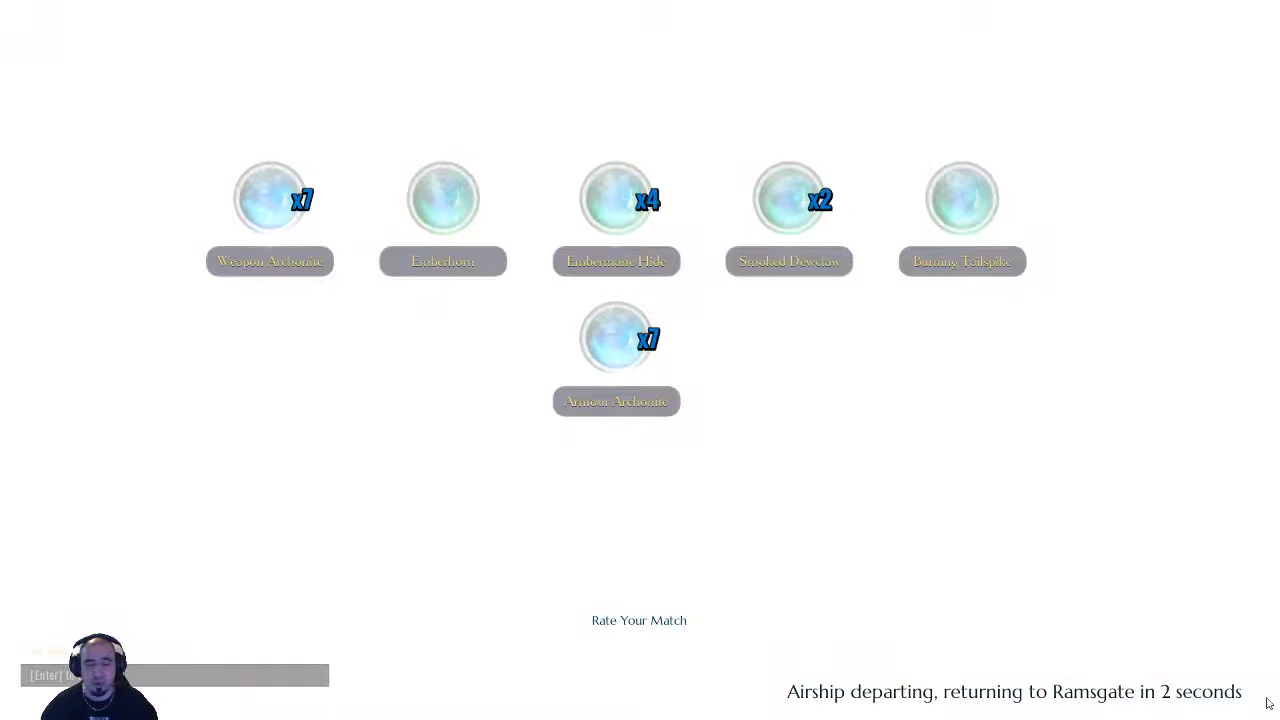 x7
x4
x2
Weapon Archonite
Emberhorn
Embermane Hide
Smoked Dewclaw
Burning Tailspike
x7
Armour Archonite
Rate Your Match
[Enter] to
Airship departing, returning to Ramsgate in 2 seconds